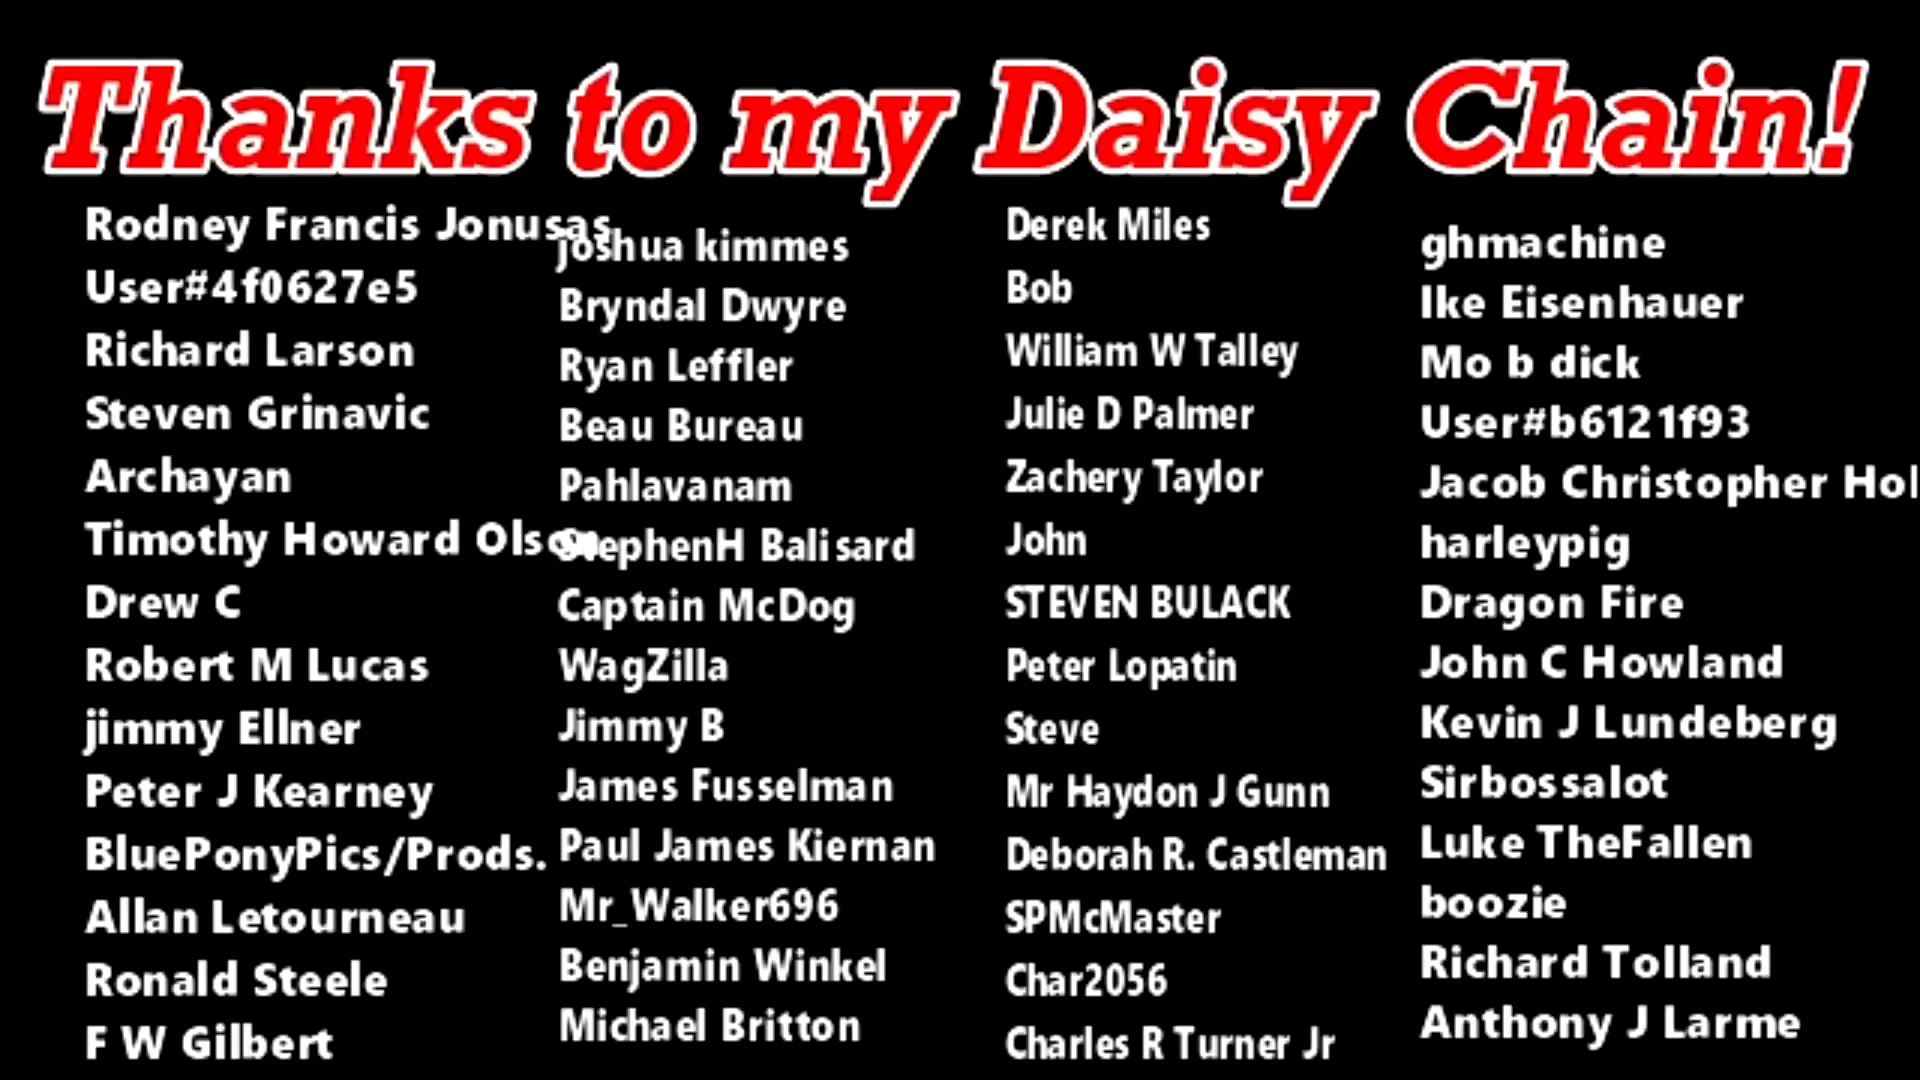 Thanks to my Daisy Chain!
Rodney Francis Jonusas
User#4f0627e5
Richard Larson
Steven Grinavic
Archayan
Timothy Howard Olson
Drew C
Robert M Lucas
jimmy Ellner
Peter J Kearney
BluePonyPics/Prods.
Allan Letourneau
Ronald Steele
F W Gilbert
joshua kimmes
Bryndal Dwyre
Ryan Leffler
Beau Bureau
Pahlavanam
StephenH Balisard
Captain McDog
WagZilla
Jimmy B
James Fusselman
Paul James Kiernan
Mr_Walker696
Benjamin Winkel
Michael Britton
Derek Miles
Bob
William W Talley
Julie D Palmer
Zachery Taylor
John
STEVEN BULACK
Peter Lopatin
Steve
Mr Haydon J Gunn
Deborah R. Castleman
SPMcMaster
Char2056
Charles R Turner Jr
ghmachine
Ike Eisenhauer
Mo b dick
User#b6121f93
Jacob Christopher
harleypig
Dragon Fire
John C Howland
Kevin J Lundeberg
Sirbossalot
Luke TheFallen
boozie
Richard Tolland
Anthony J Larme